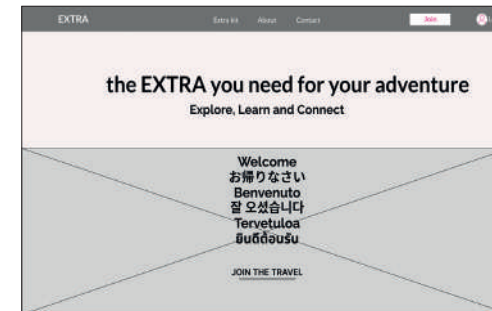 EXTRA
Extra kit
About
Contact
Join
the EXTRA you need for your adventure
Explore, Learn and Connect
Welcome
お帰りなさい
Benvenuto
잘 오셨습니다
Tervetuloa
ยินดีต้อนรับ
JOIN THE TRAVEL